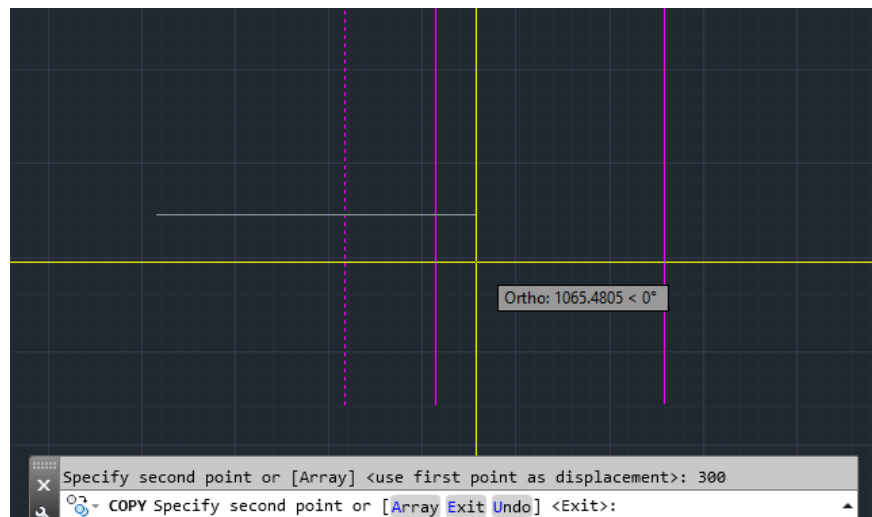 Ortho: 1065.4805 < 0°
Specify second point or [Array] <use first point as displacement>: 300
COPY Specify second point or [Array Exit Undo] <Exit>: